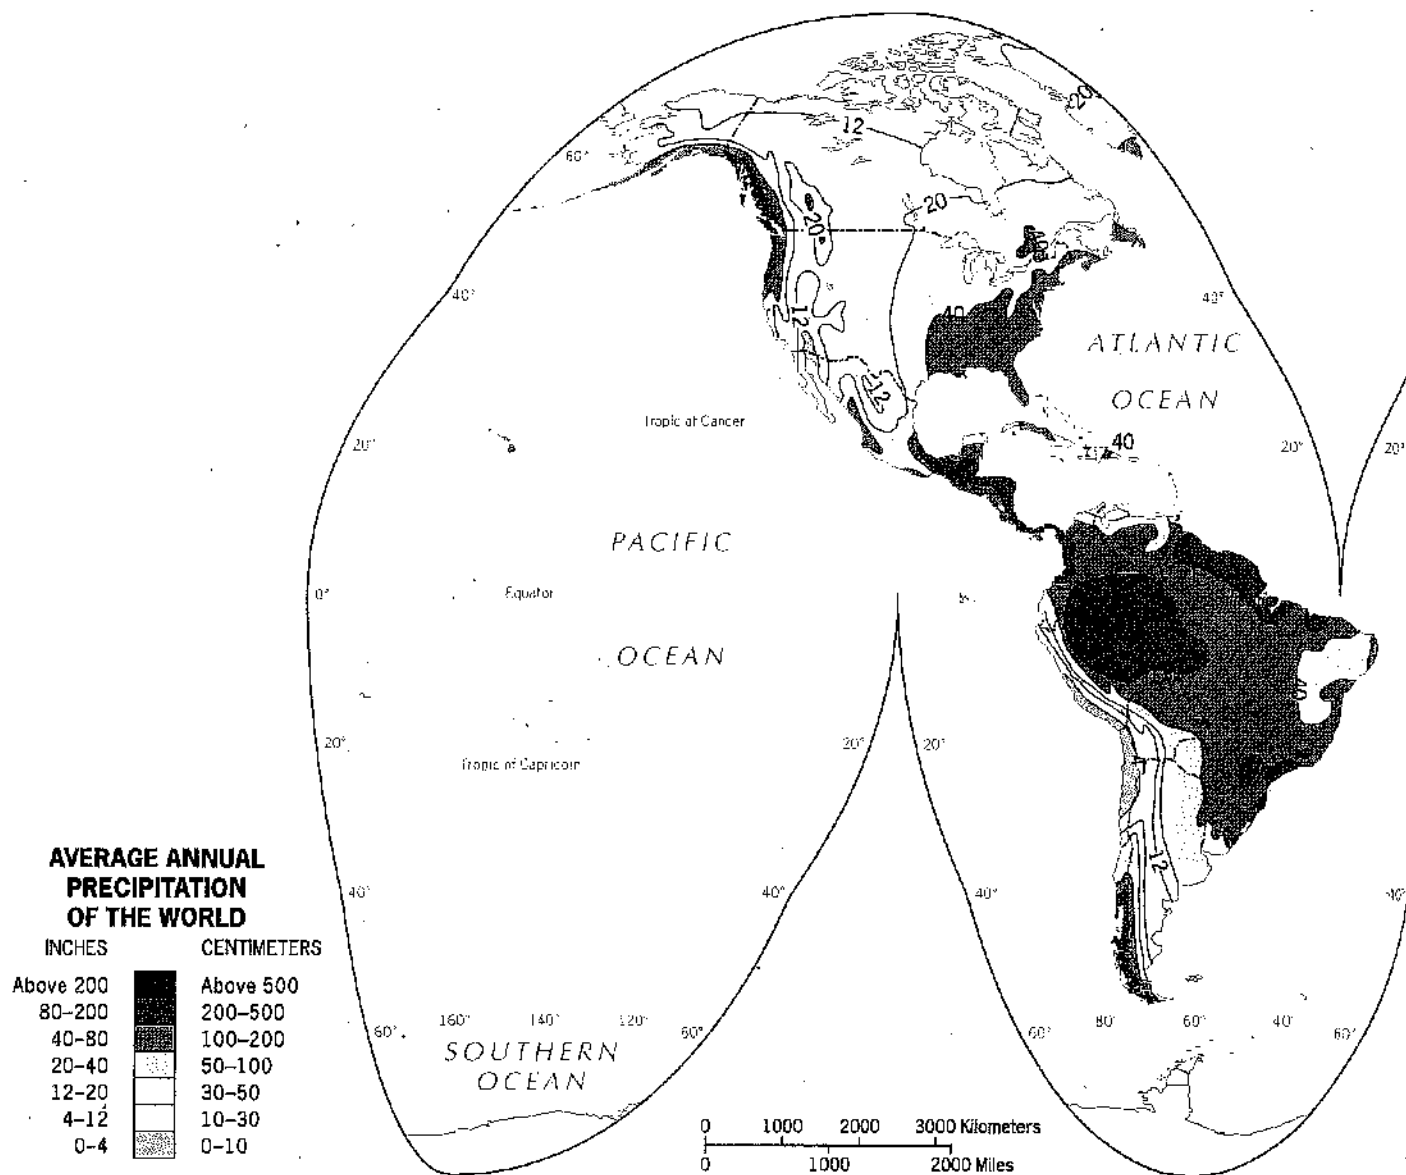 20
12
60°
20
20
40
40°
40
12
40°
ATLANTIC
OCEAN
12
Tropic of Cancer
20°
40
20°
20°
PACIFIC
0°
Equator
OCEAN
40
20°
20°
20°
Tropic of Capricorn
12
AVERAGE ANNUAL
PRECIPITATION
OF THE WORLD
INCHES CENTIMETERS
Above 200 Above 500
80–200 200–500
40–80 100–200
20–40 50–100
12–20 30–50
4–12 10–30
0–4 0–10
40°
40°
40°
40°
60°
160°
140°
120°
60°
60°
80°
60°
40°
60°
SOUTHERN
OCEAN
0 1000 2000 3000 Kilometers
0 1000 2000 Miles